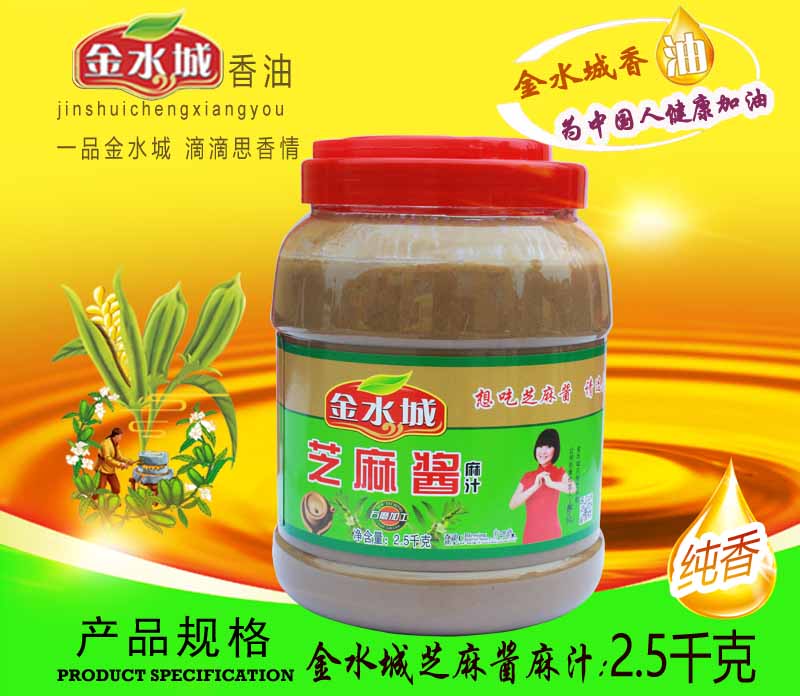 金水城 香油
jinshuichengxiangyou
一品金水城 滴滴思香情
金水城香油
为中国人健康加油
金水城
想吃芝麻酱
芝麻酱
麻汁
石磨加工
净含量：2.5千克
纯香
产品规格
PRODUCT SPECIFICATION
金水城芝麻酱麻汁:2.5千克